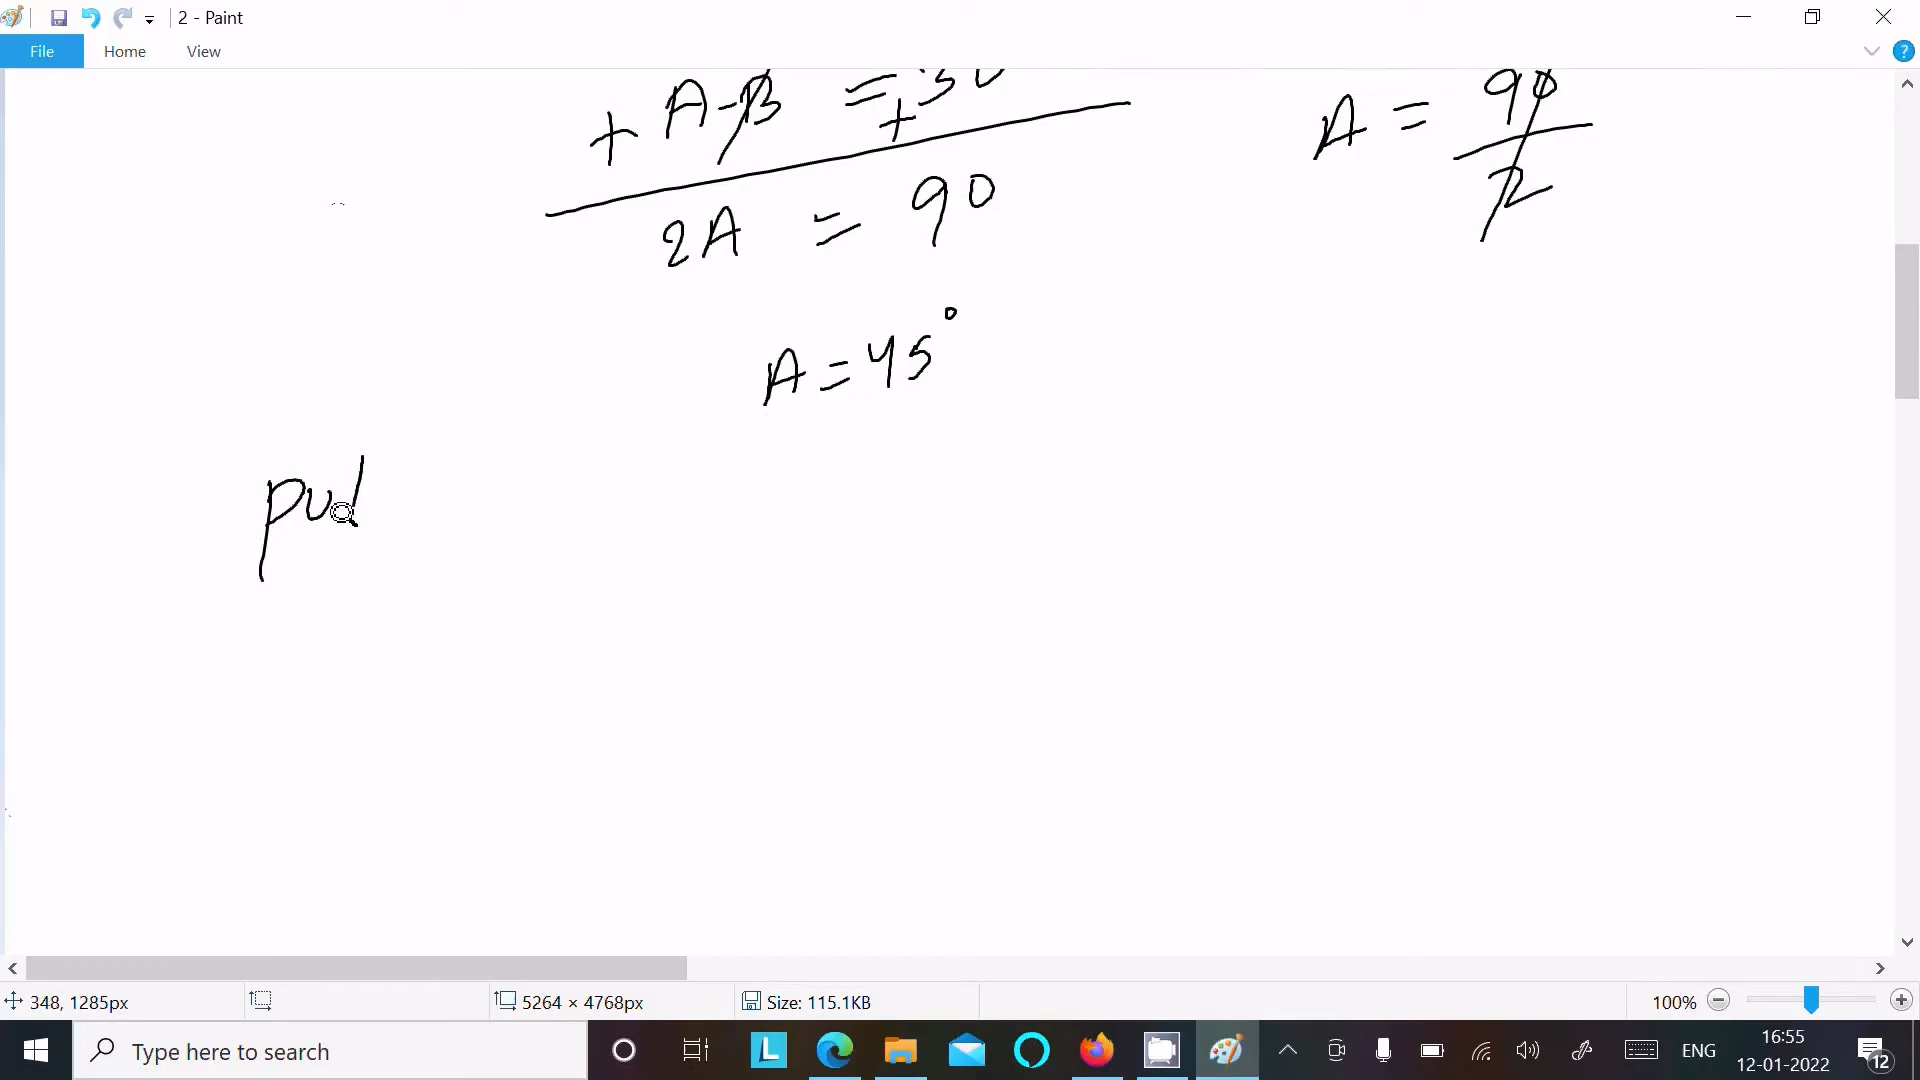 2 - Paint
File Home View
+ A-B = 30
+
2A = 90
A = 90
2
A = 45°
put
348, 1285px 5264 × 4768px Size: 115.1KB 100%
Type here to search
L
ENG
16:55
12-01-2022
12